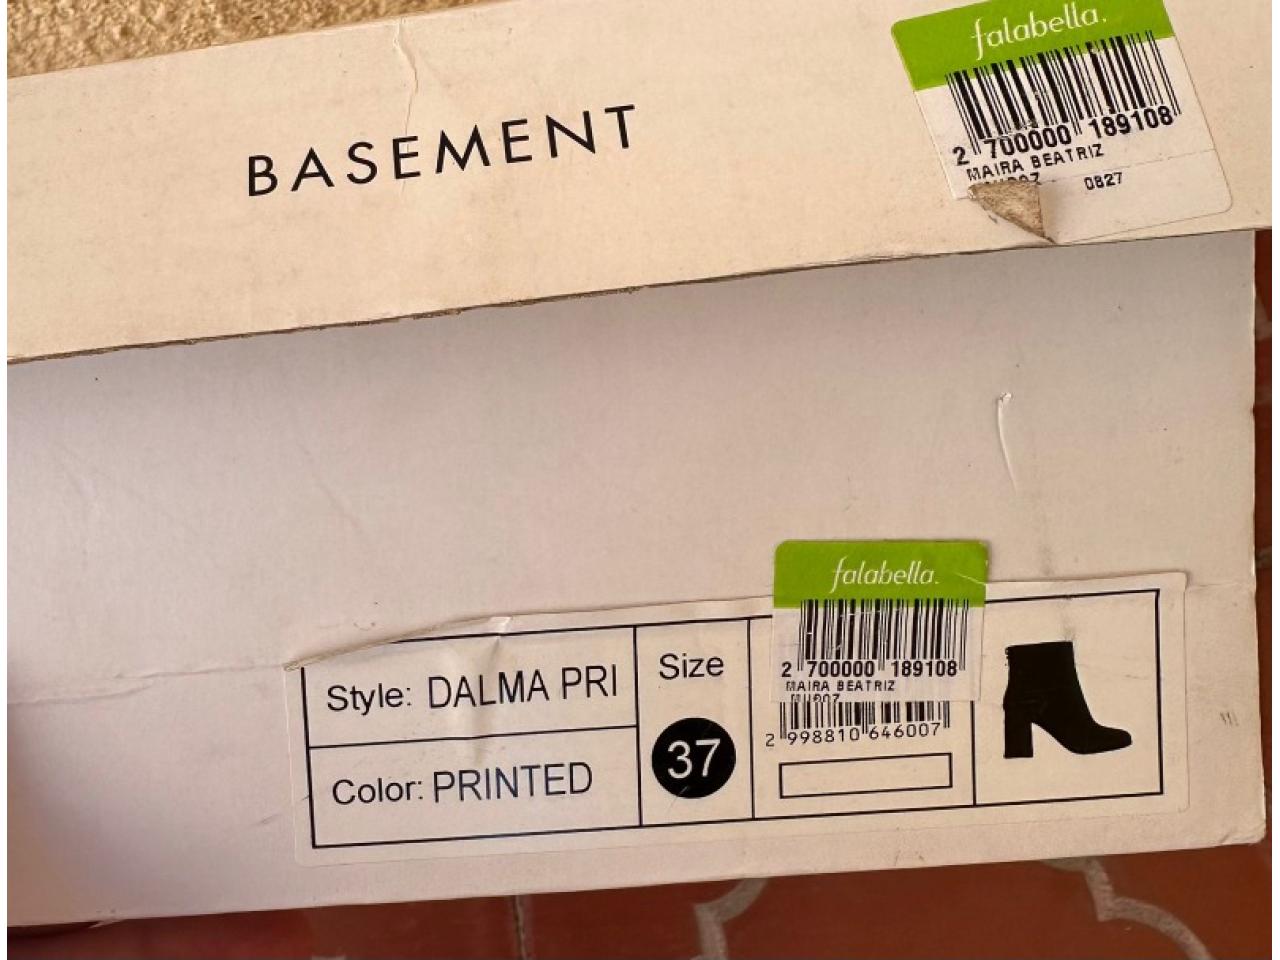 falabella.
BASEMENT
2 700000 189108
MAIRA BEATRIZ
0827
falabella.
2 700000 189108
MAIRA BEATRIZ
Style: DALMA PRI
Size
2 998810 646007
Color: PRINTED
37